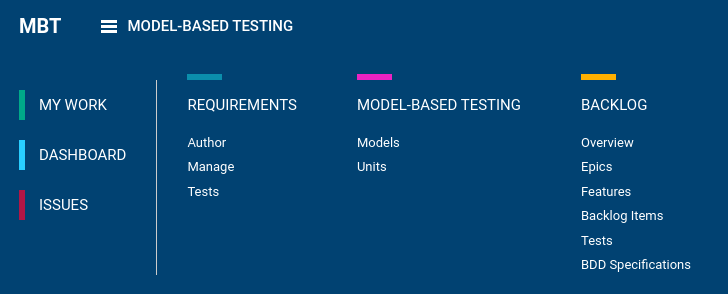 MBT
MODEL-BASED TESTING
MY WORK
DASHBOARD
ISSUES
REQUIREMENTS
Author
Manage
Tests
MODEL-BASED TESTING
Models
Units
BACKLOG
Overview
Epics
Features
Backlog Items
Tests
BDD Specifications